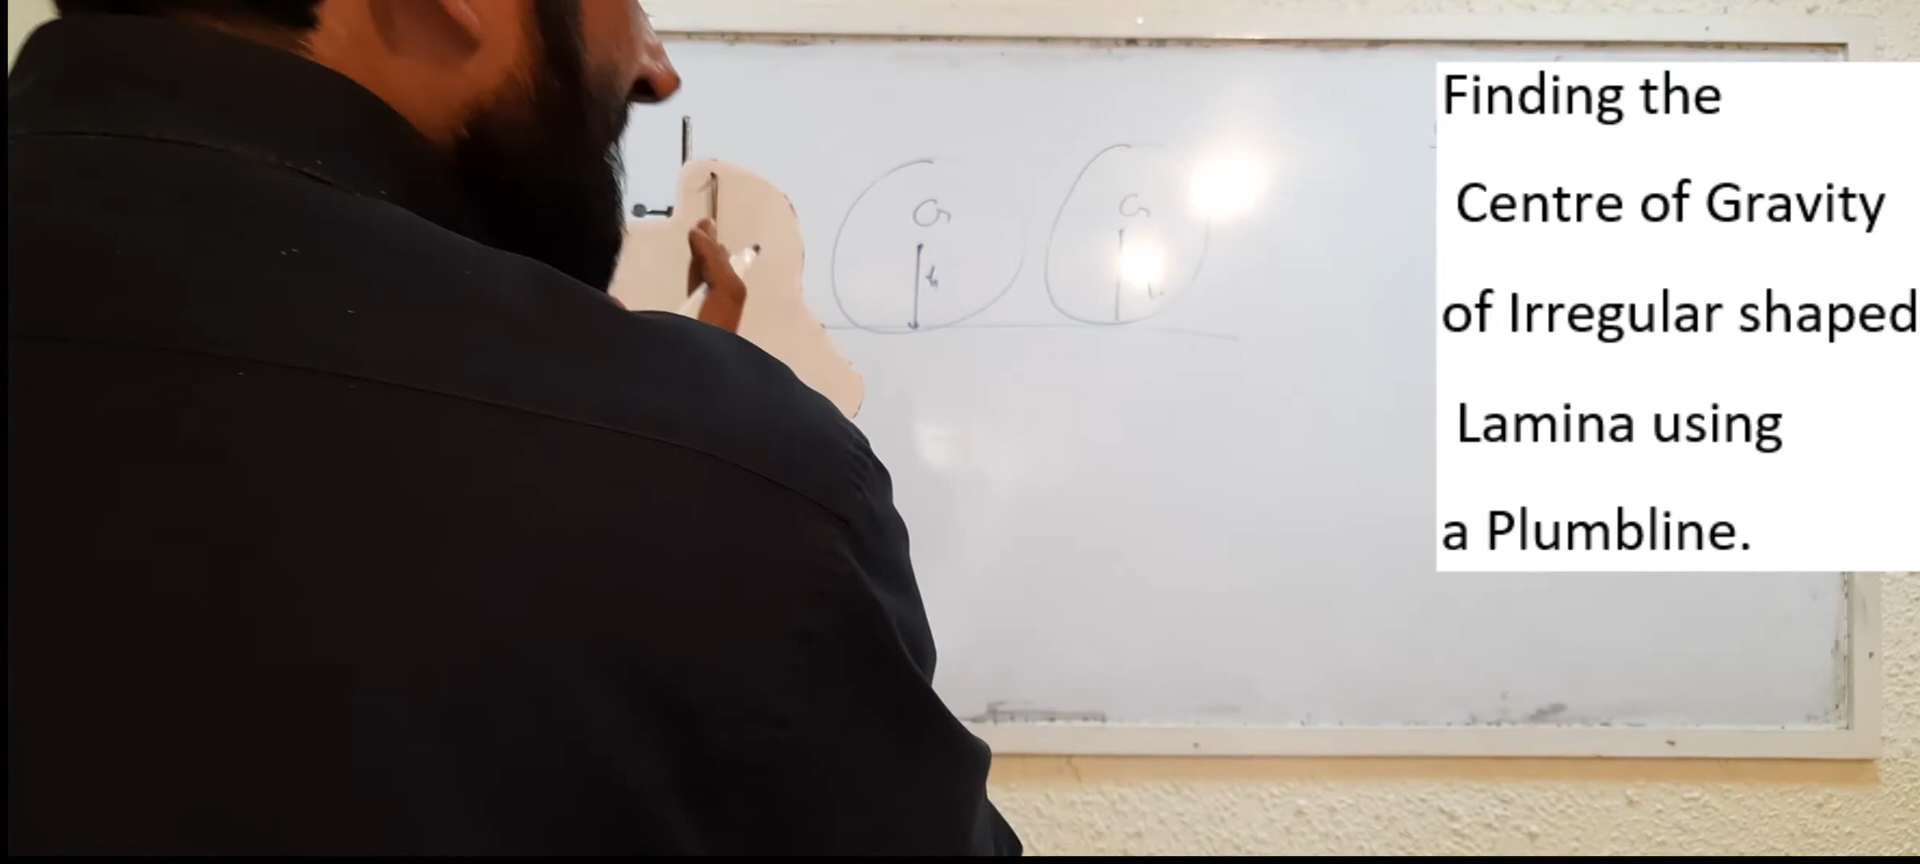 G
G
h
Finding the
Centre of Gravity
of Irregular shaped
Lamina using
a Plumbline.